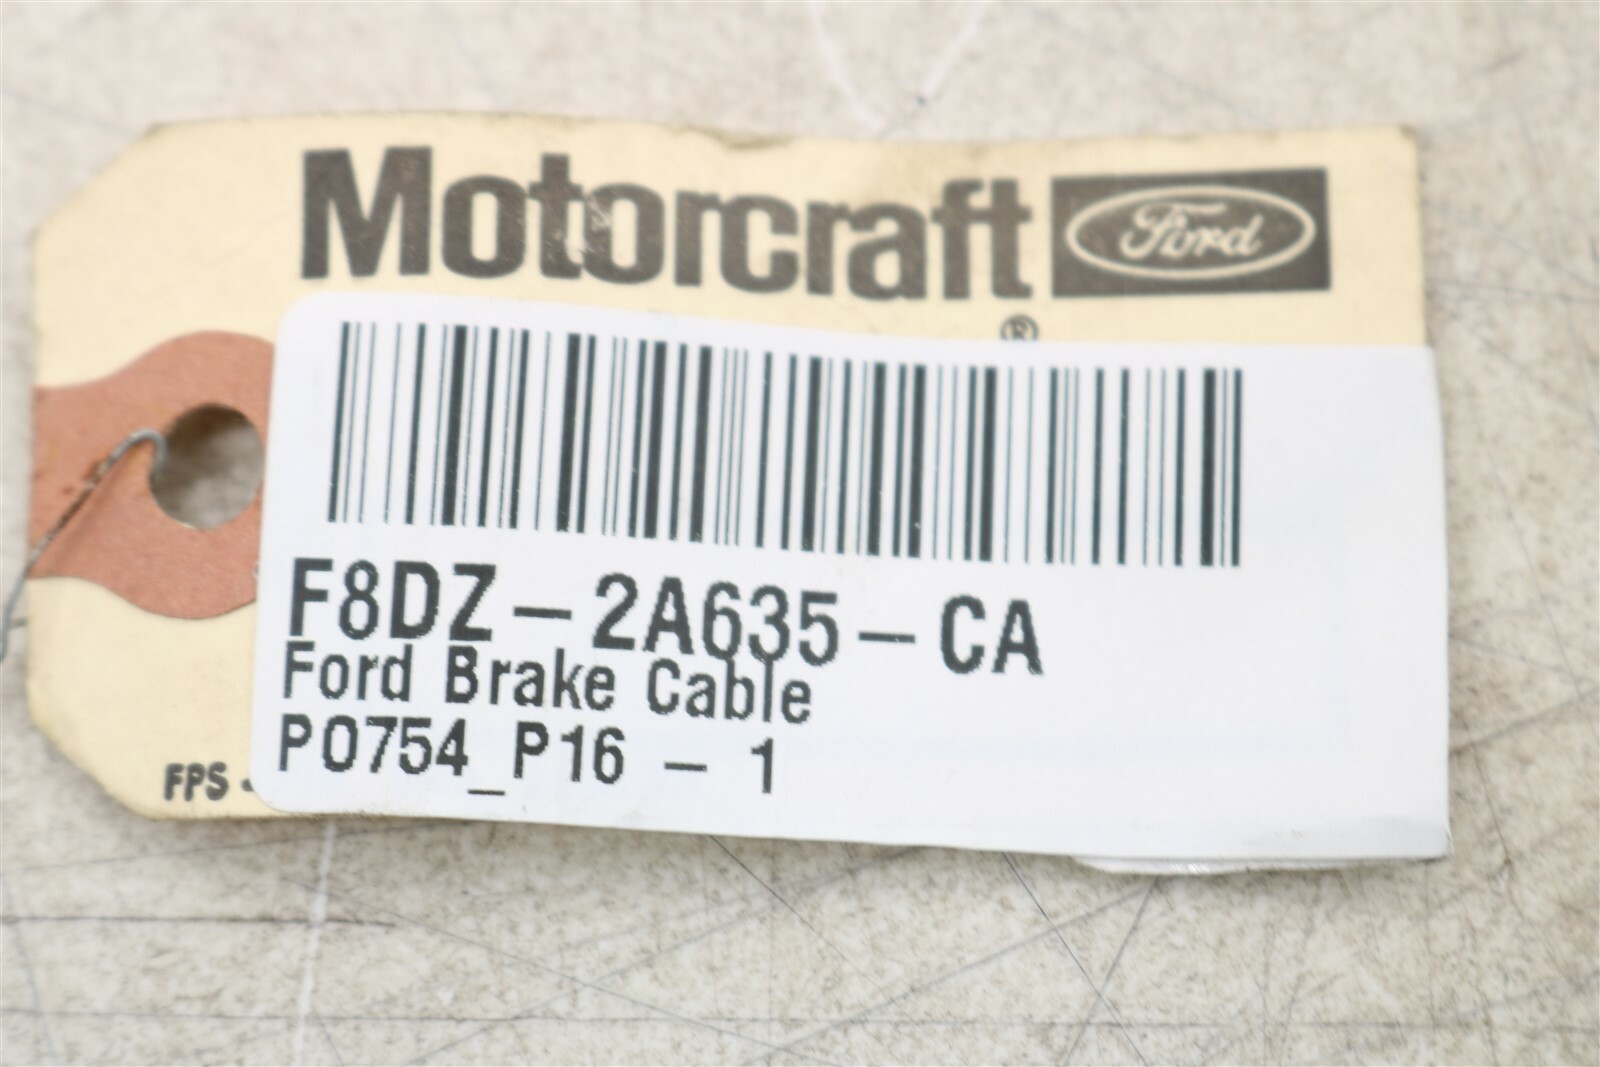 Motorcraft Ford
®
F8DZ-2A635-CA
Ford Brake Cable
P0754_P16 - 1
FPS -